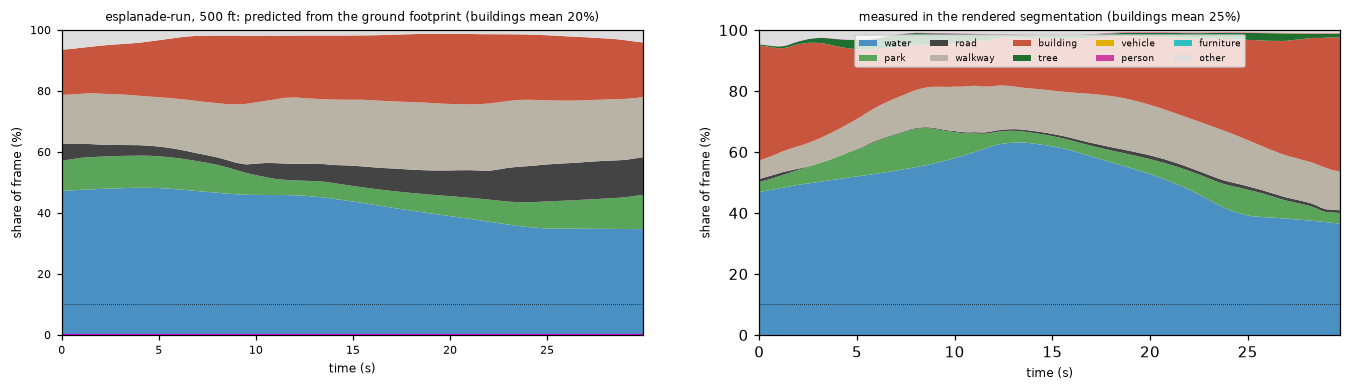 esplanade-run, 500 ft: predicted from the ground footprint (buildings mean 20%)
share of frame (%)
100
80
60
40
20
0
0 5 10 15 20 25
time (s)
measured in the rendered segmentation (buildings mean 25%)
water road building vehicle furniture
park walkway tree person other
share of frame (%)
100
80
60
40
20
0
0 5 10 15 20 25
time (s)